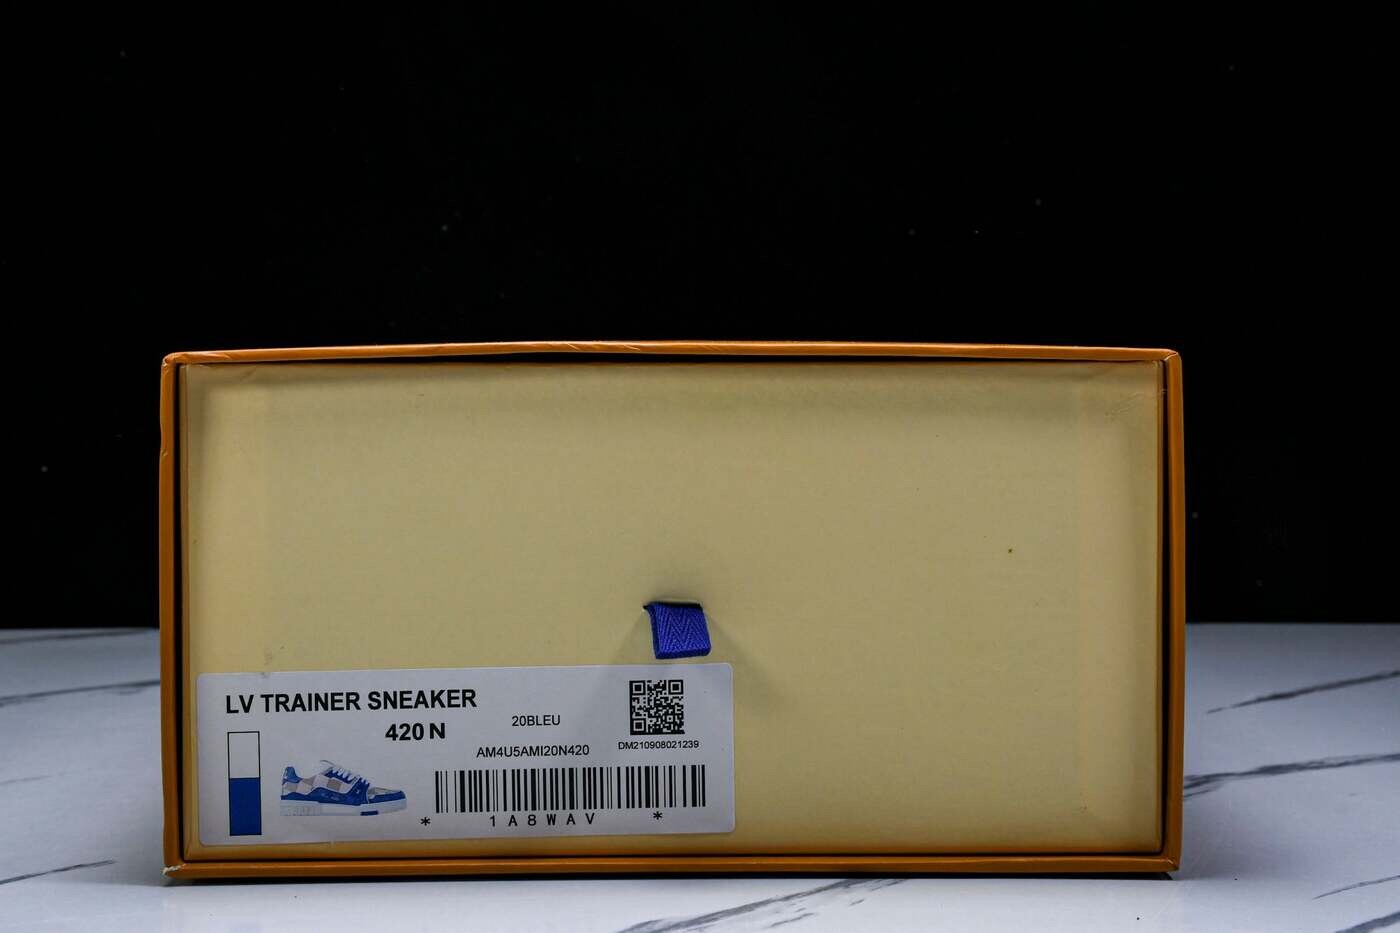 LV TRAINER SNEAKER
420 N
20BLEU
AM4U5AMI20N420
DM210908021239
* 1A8WAV *